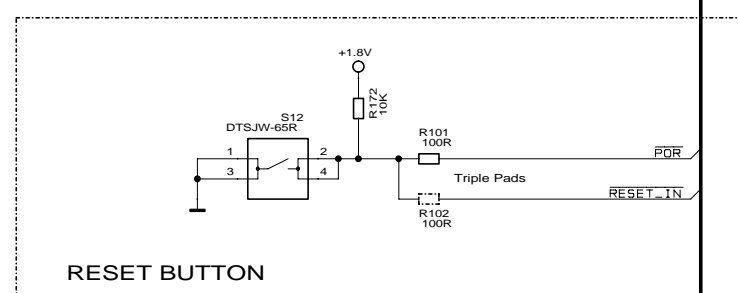 +1.8V
R172
10K
S12
DTSJW-65R
1
2
3
4
R101
100R
POR
Triple Pads
RESET_IN
R102
100R
RESET BUTTON